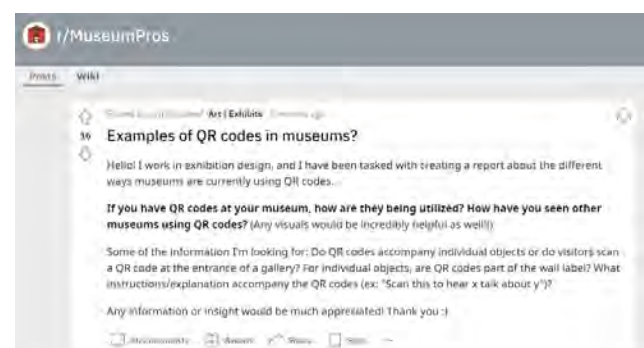 r/MuseumPros
Posts Wiki
Art | Exhibits
36 Examples of QR codes in museums?
Hello! I work in exhibition design, and I have been tasked with creating a report about the different
ways museums are currently using QR codes.
If you have QR codes at your museum, how are they being utilized? How have you seen other
museums using QR codes? (Any visuals would be incredibly helpful as well!)
Some of the information I'm looking for: Do QR codes accompany individual objects or do visitors scan
a QR code at the entrance of a gallery? For individual objects, are QR codes part of the wall label? What
instructions/explanation accompany the QR codes (ex: "Scan this to hear x talk about y")?
Any information or insight would be much appreciated! Thank you :)
Share